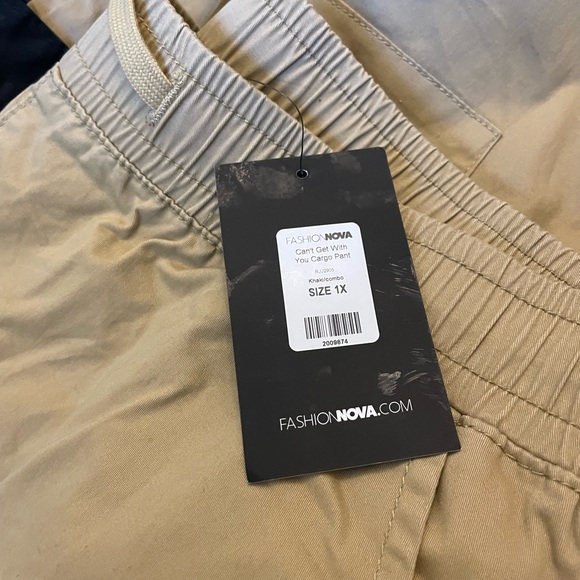 FASHIONNOVA
Can't Get With
You Cargo Pant
Khaki/combo
SIZE 1X
2009874
FASHIONNOVA.COM